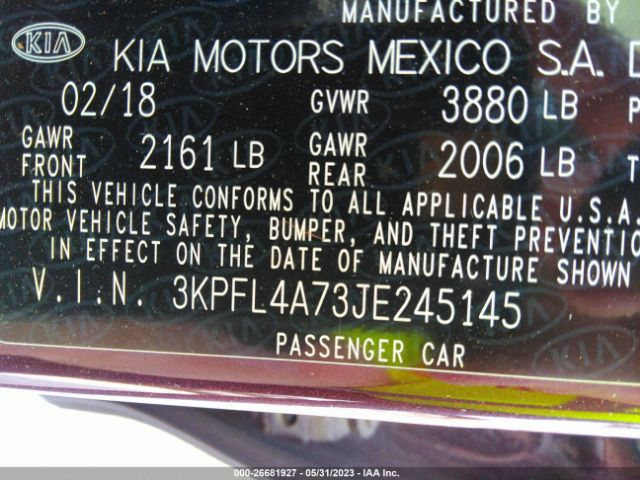 MANUFACTURED BY
KIA KIA MOTORS MEXICO S.A.
02/18 GVWR 3880 LB
GAWR FRONT 2161 LB GAWR REAR 2006 LB
THIS VEHICLE CONFORMS TO ALL APPLICABLE U.S.A
MOTOR VEHICLE SAFETY, BUMPER, AND THEFT PREVENTIO
IN EFFECT ON THE DATE OF MANUFACTURE SHOWN
V.I.N. 3KPFL4A73JE245145
PASSENGER CAR
000-26681927 - 05/31/2023 - IAA Inc.